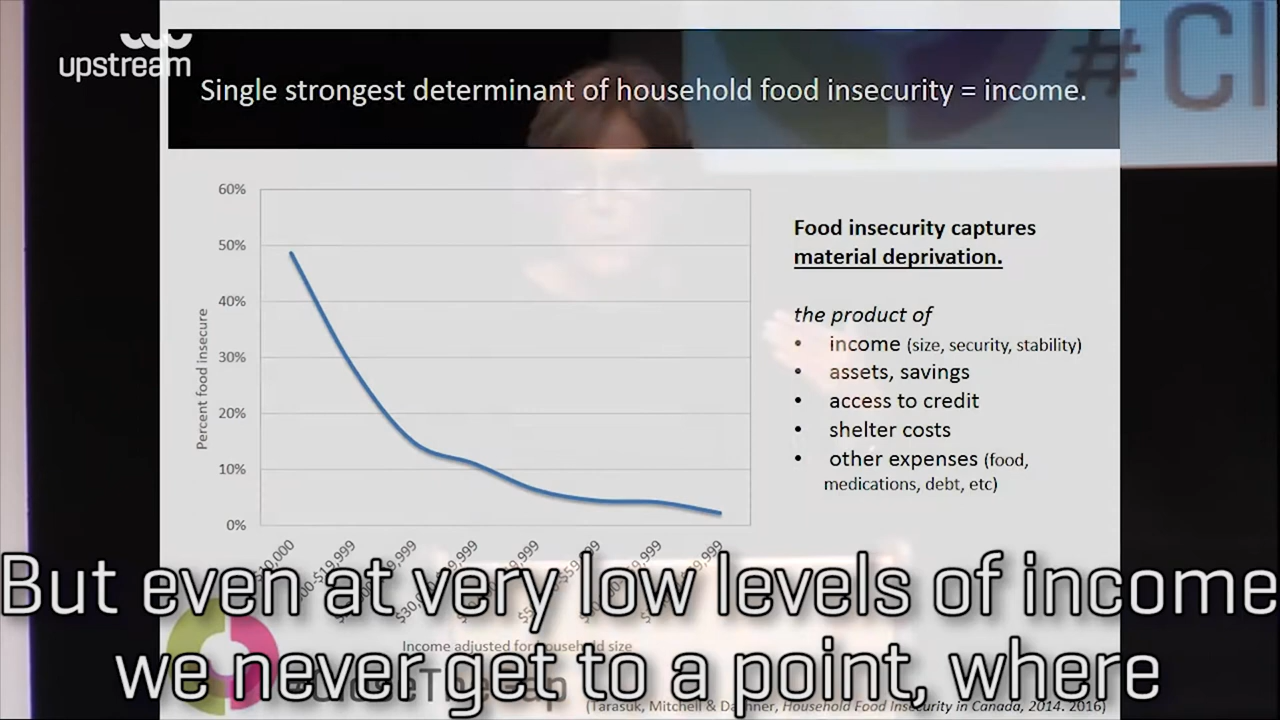 upstream
# CI
Single strongest determinant of household food insecurity = income.
60%
50%
40%
30%
20%
10%
0%
Percent food insecure
Food insecurity captures
material deprivation.
the product of
• income (size, security, stability)
• assets, savings
• access to credit
• shelter costs
• other expenses (food,
medications, debt, etc)
But even at very low levels of income
Income adjusted for household size
we never get to a point, where
(Tarasuk, Mitchell & Household Food Insecurity in Canada, 2014. 2016)